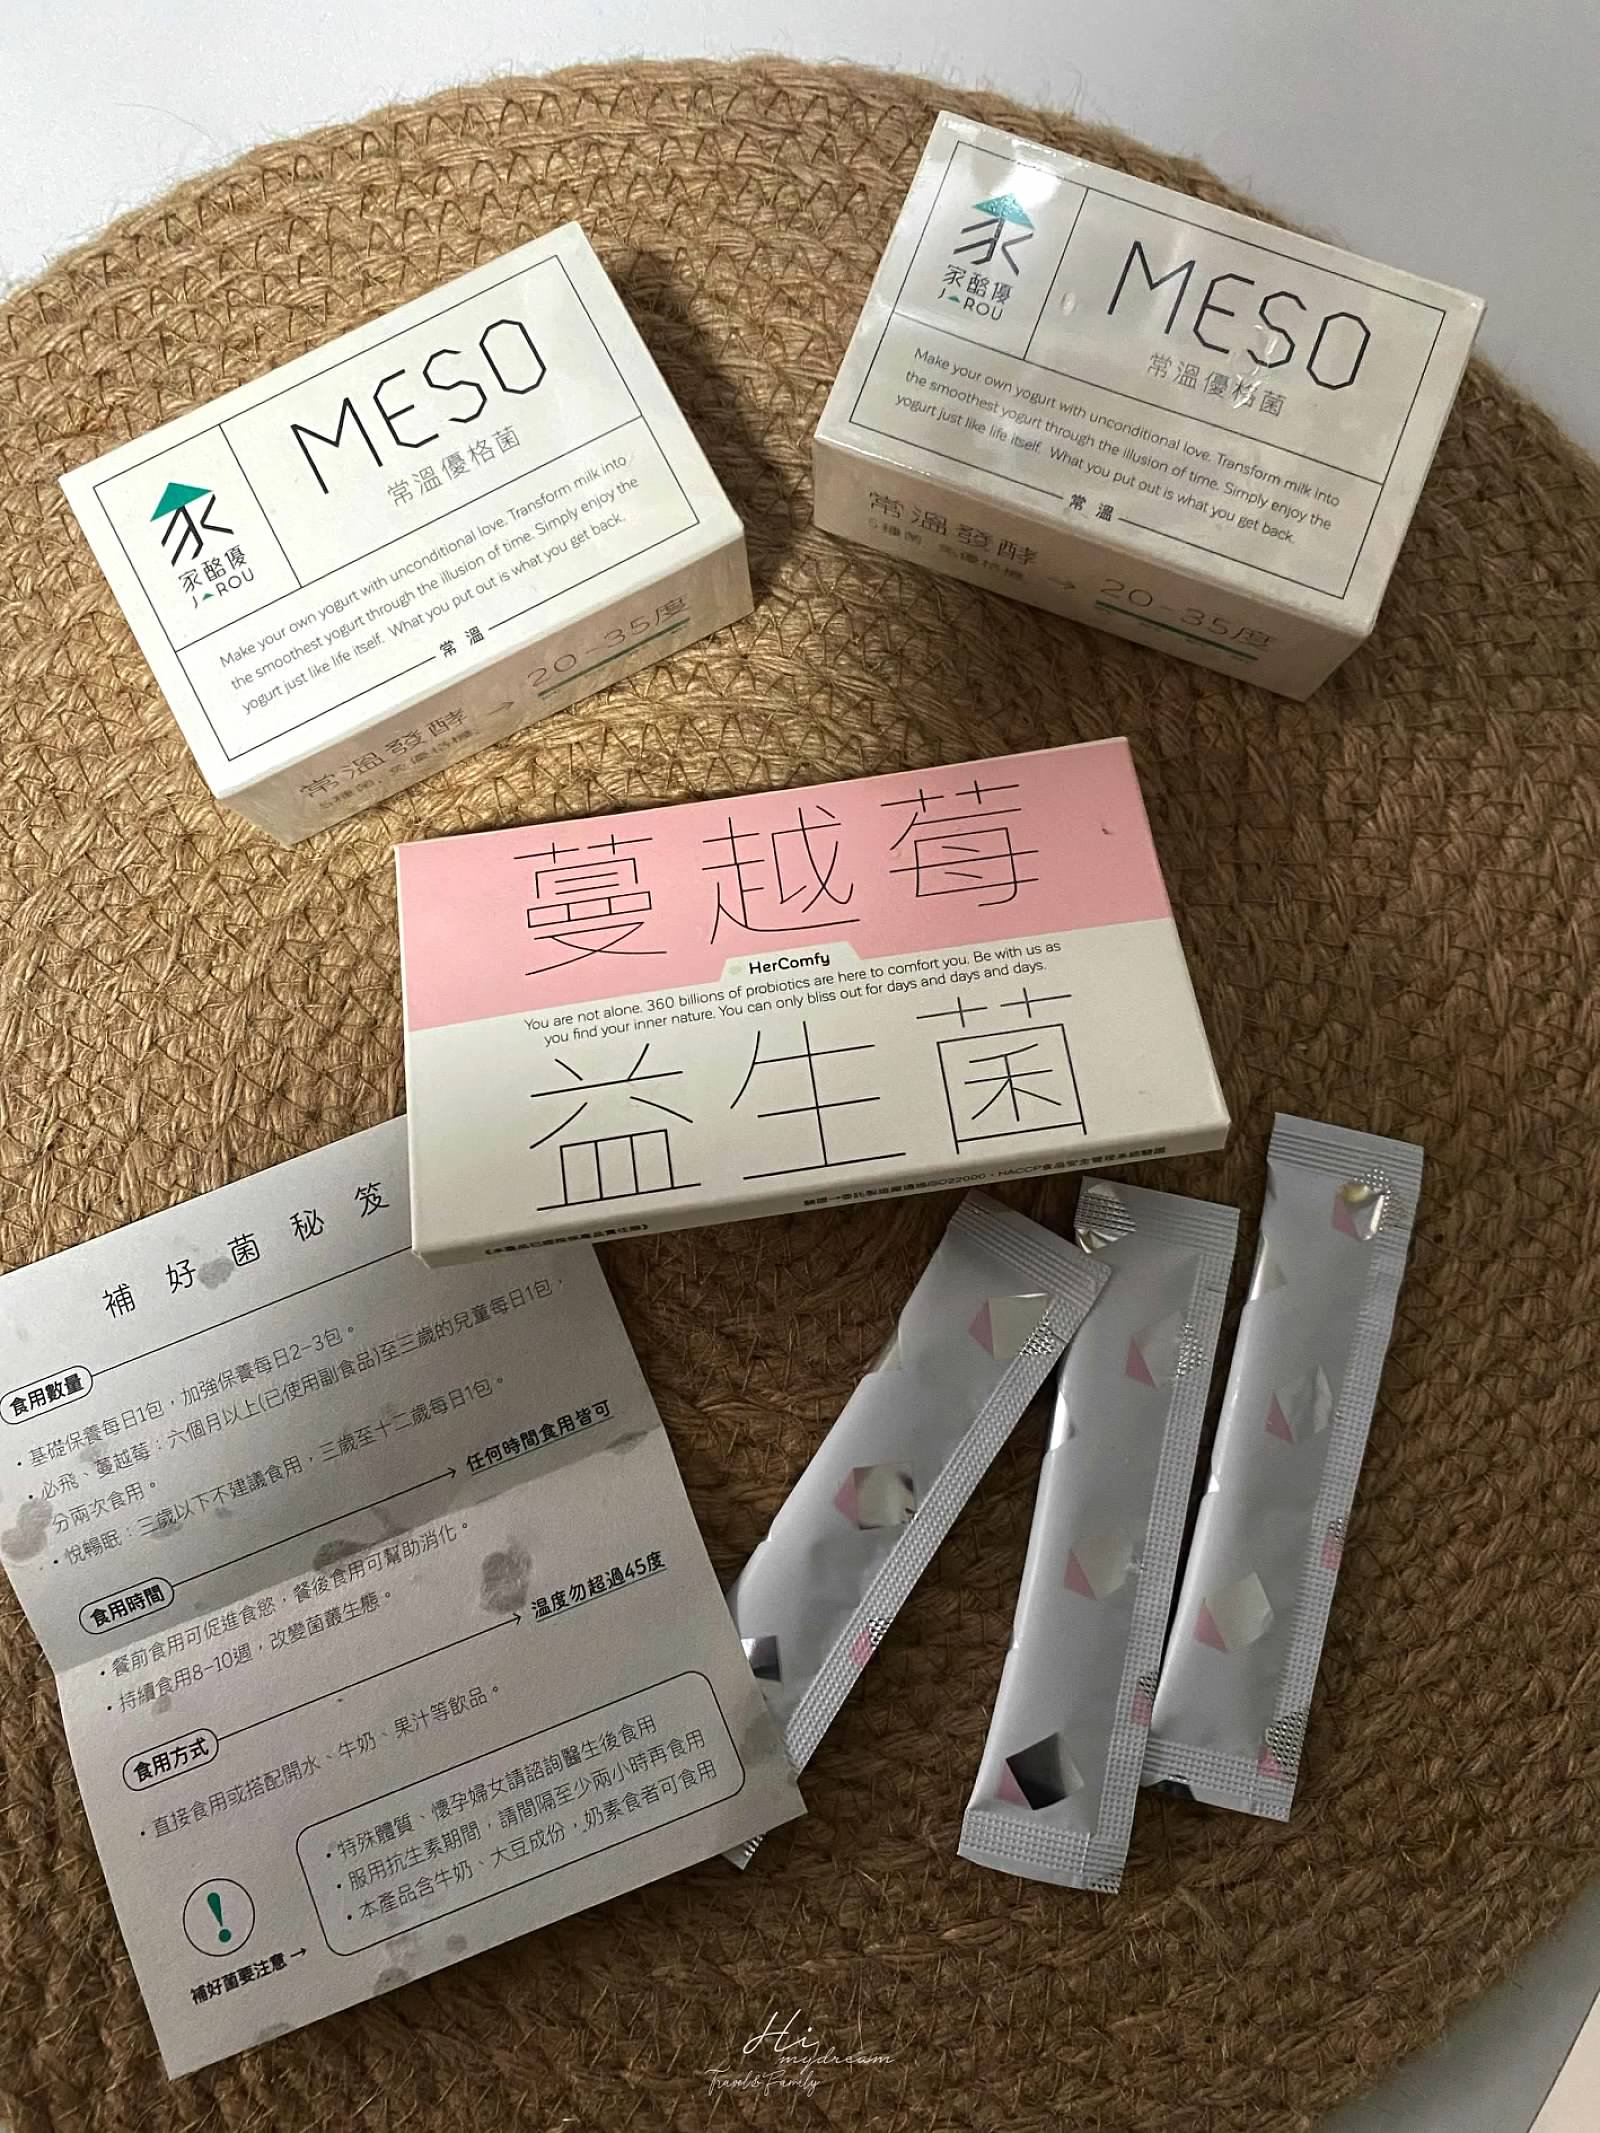 家酪優
JAROU
MESO
常溫優格菌
Make your own yogurt with unconditional love. Transform milk into
the smoothest yogurt through the illusion of time. Simply enjoy the
yogurt just like life itself. What you put out is what you get back.
常溫
常溫發酵 → 20-35度
5種菌,免優格機
家酪優
JAROU
MESO
常溫優格菌
Make your own yogurt with unconditional love. Transform milk into
the smoothest yogurt through the illusion of time. Simply enjoy the
yogurt just like life itself. What you put out is what you get back.
常溫
常溫發酵 → 20-35度
5種菌,免優格機
蔓越莓
HerComfy
You are not alone. 360 billions of probiotics are here to comfort you. Be with us as
you find your inner nature. You can only bliss out for days and days and days.
益生菌
補好菌秘笈
食用數量
・基礎保養每日1包,加強保養每日2-3包。
・必飛、蔓越莓:六個月以上(已使用副食品)至三歲的兒童每日1包,
分兩次食用。
・悅暢眠:三歲以下不建議食用,三歲至十二歲每日1包。
食用時間 → 任何時間食用皆可
・餐前食用可促進食慾,餐後食用可幫助消化。
・持續食用8-10週,改變菌叢生態。
食用方式 → 溫度勿超過45度
・直接食用或搭配開水、牛奶、果汁等飲品。
・特殊體質、懷孕婦女請諮詢醫生後食用
・服用抗生素期間,請間隔至少兩小時再食用
・本產品含牛奶、大豆成份,奶素食者可食用
!
補好菌要注意 →
Hi
mydream
Travel&Family